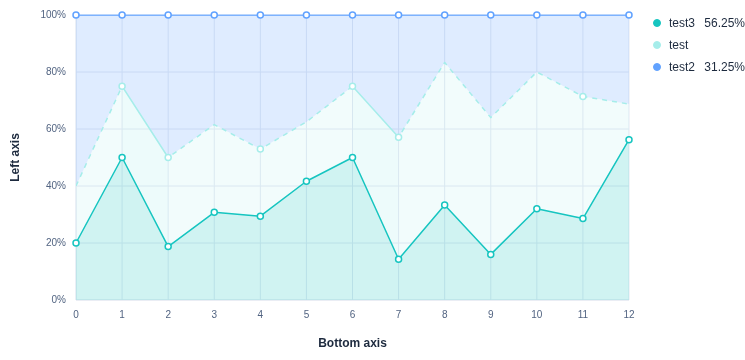 100%
80%
60%
40%
20%
0%
Left axis
0 1 2 3 4 5 6 7 8 9 10 11 12
Bottom axis
test3 56.25%
test
test2 31.25%